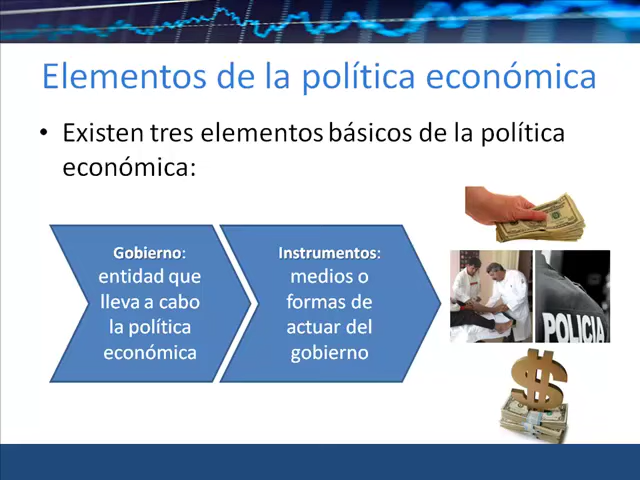 Elementos de la política económica
• Existen tres elementos básicos de la política
económica:
Gobierno:
entidad que
lleva a cabo
la política
económica
Instrumentos:
medios o
formas de
actuar del
gobierno
POLICIA